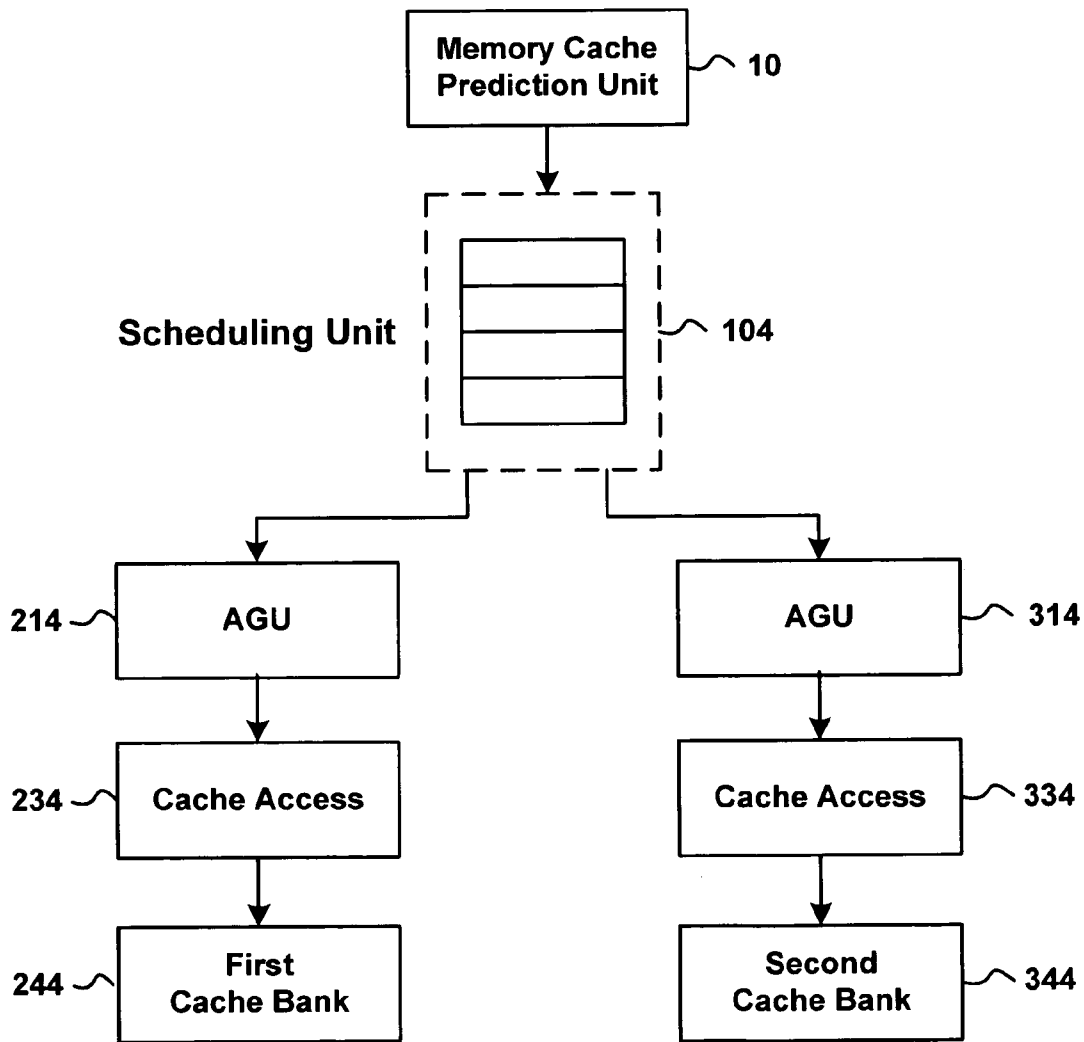 Memory Cache
Prediction Unit
10
Scheduling Unit
104
214
AGU
AGU
314
234
Cache Access
Cache Access
334
244
First
Cache Bank
Second
Cache Bank
344